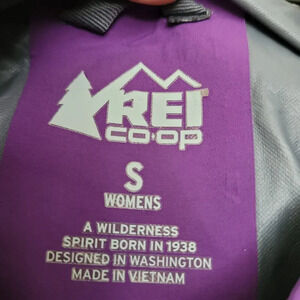 REI
CO·OP
S
WOMENS
A WILDERNESS
SPIRIT BORN IN 1938
DESIGNED IN WASHINGTON
MADE IN VIETNAM